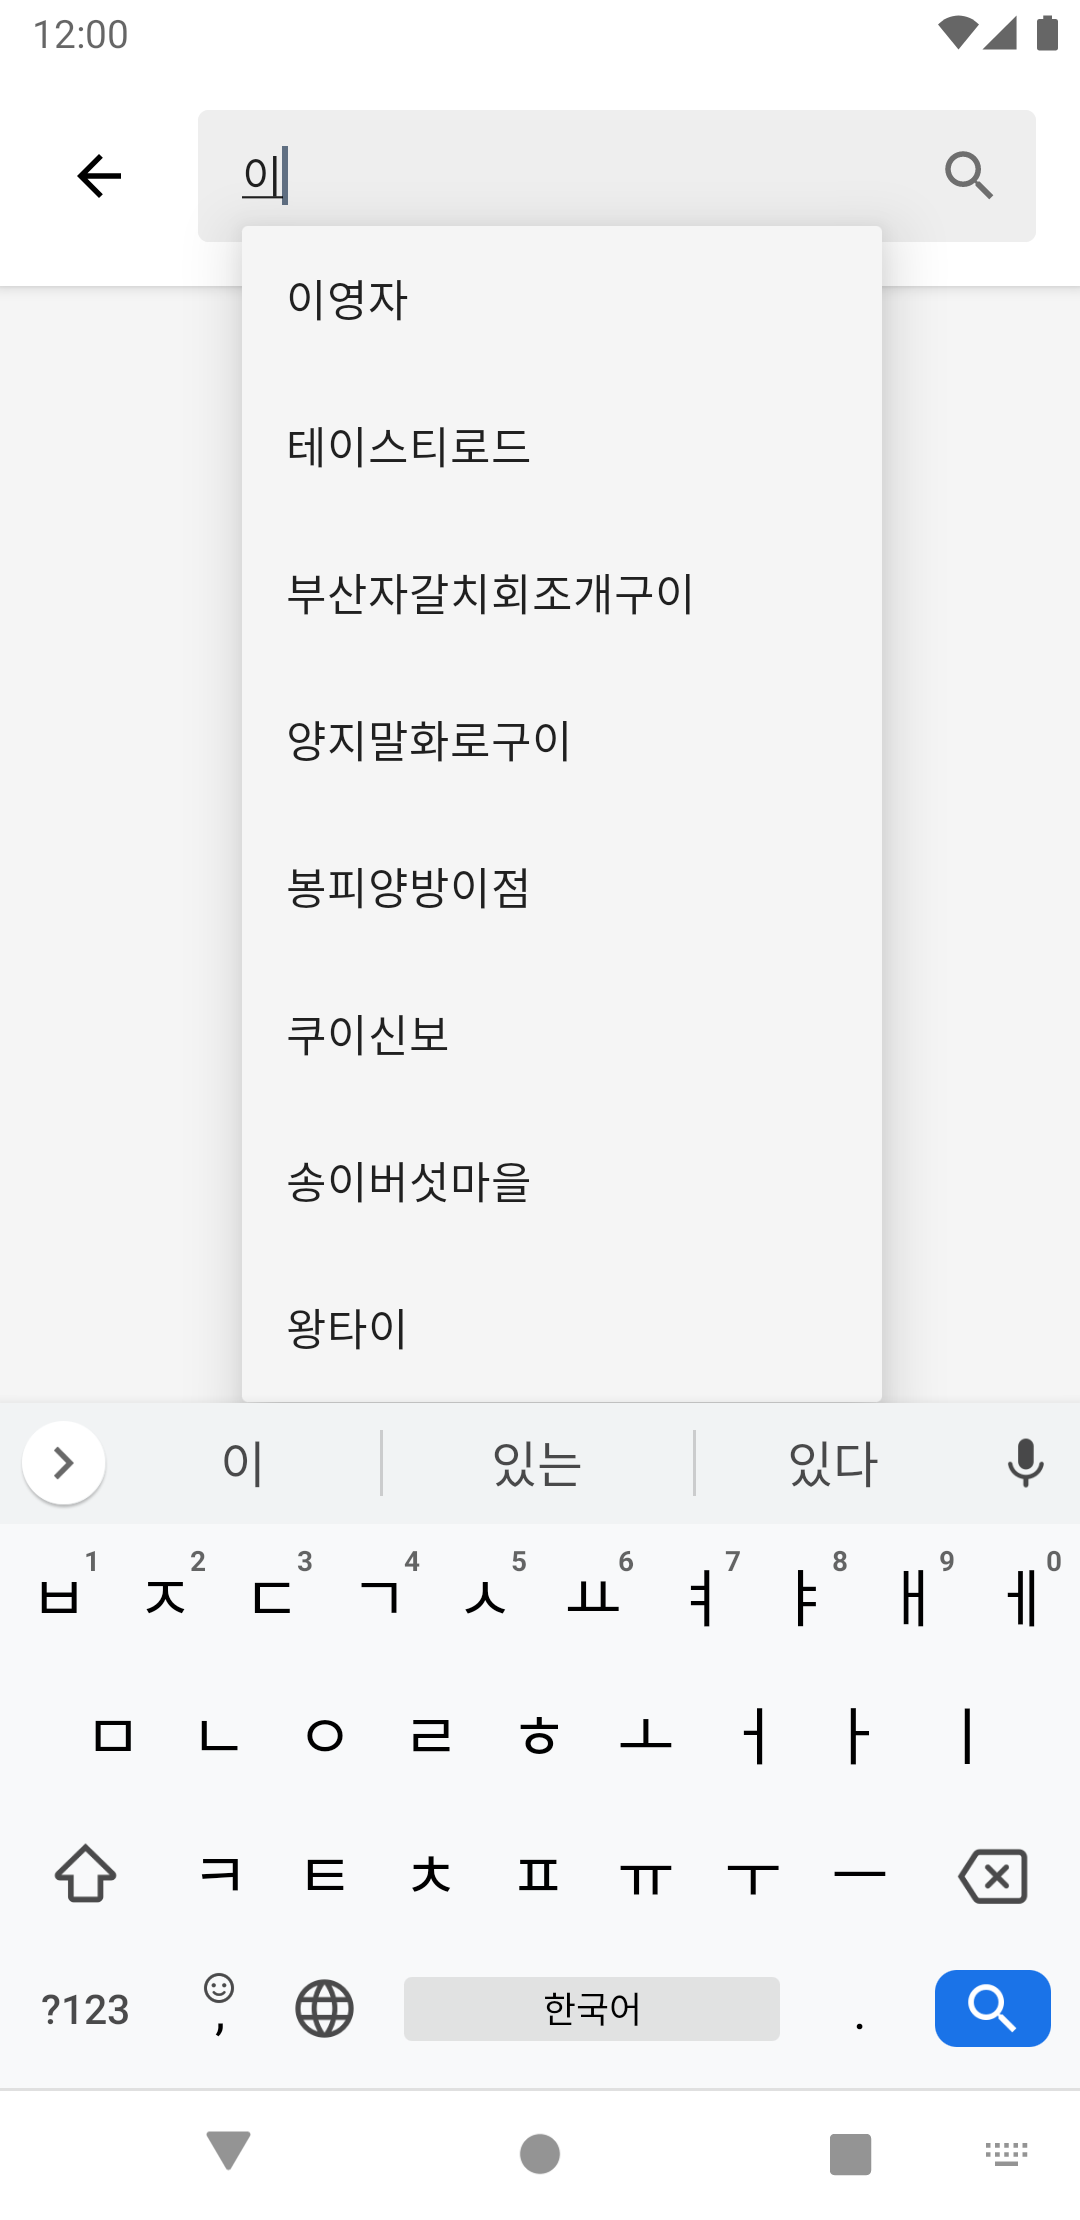 12:00
이
이영자
테이스티로드
부산자갈치회조개구이
양지말화로구이
봉피양방이점
쿠이신보
송이버섯마을
왕타이
이 있는 있다
1 2 3 4 5 6 7 8 9 0
ㅂ ㅈ ㄷ ㄱ ㅅ ㅛ ㅕ ㅑ ㅐ ㅔ
ㅁ ㄴ ㅇ ㄹ ㅎ ㅗ ㅓ ㅏ ㅣ
ㅋ ㅌ ㅊ ㅍ ㅠ ㅜ ㅡ
?123 , 한국어 .